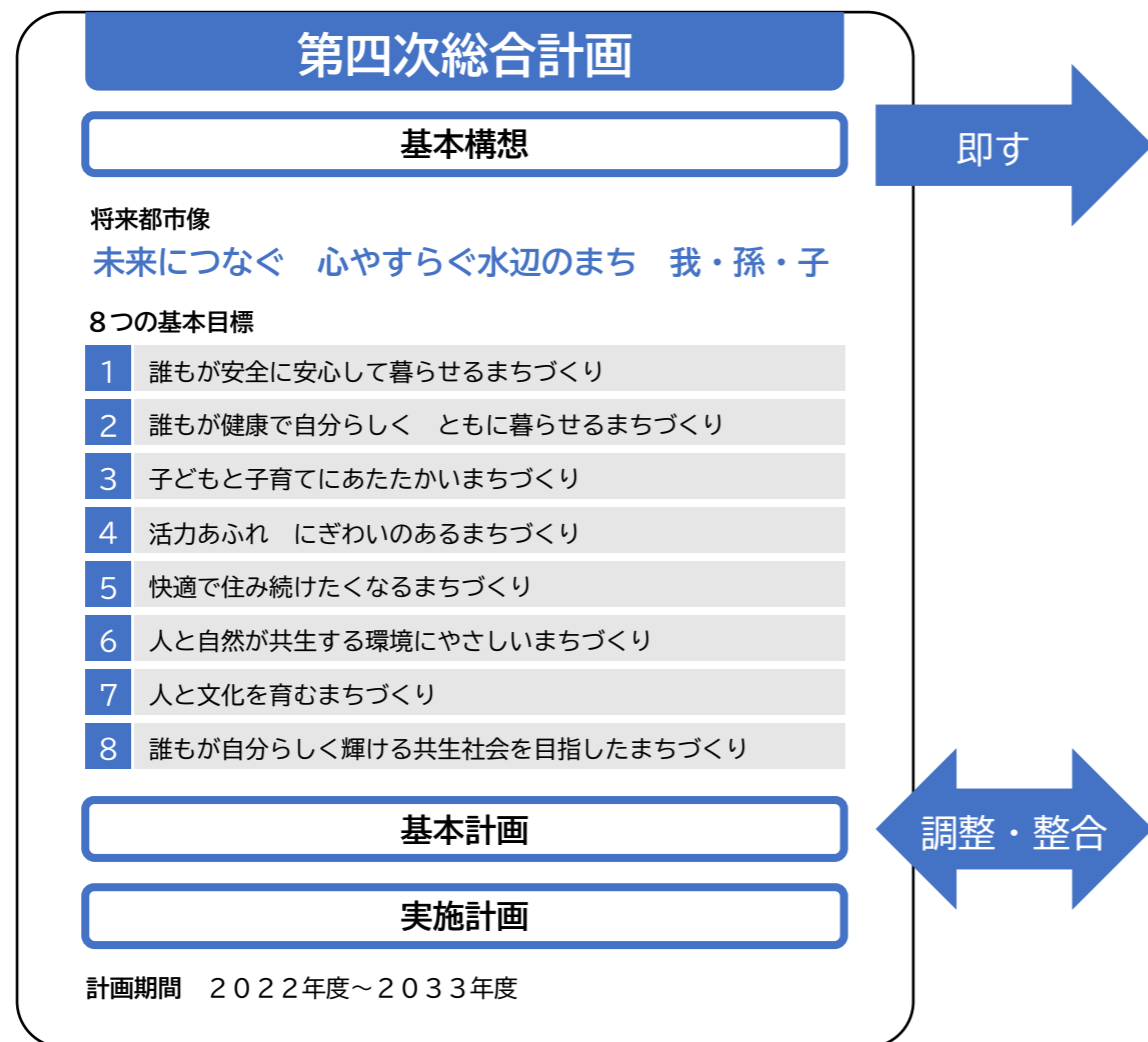 第四次総合計画
基本構想
即す
将来都市像
未来につなぐ　心やすらぐ水辺のまち　我・孫・子
８つの基本目標
1 誰もが安全に安心して暮らせるまちづくり
2 誰もが健康で自分らしく　ともに暮らせるまちづくり
3 子どもと子育てにあたたかいまちづくり
4 活力あふれ　にぎわいのあるまちづくり
5 快適で住み続けたくなるまちづくり
6 人と自然が共生する環境にやさしいまちづくり
7 人と文化を育むまちづくり
8 誰もが自分らしく輝ける共生社会を目指したまちづくり
基本計画
調整・整合
実施計画
計画期間　２０２２年度～２０３３年度